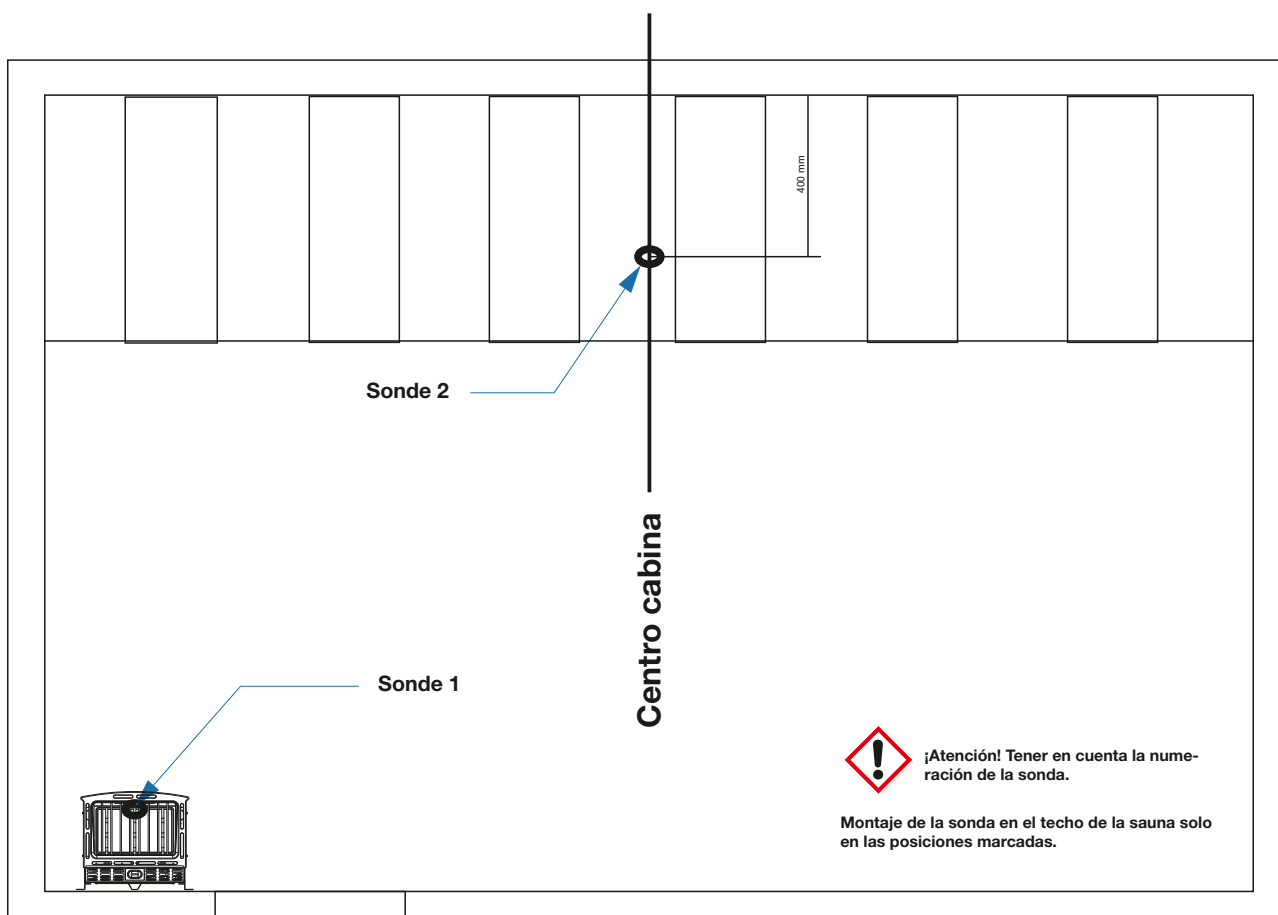 400 mm
Sonde 2
Centro cabina
Sonde 1
¡Atención! Tener en cuenta la nume-
ración de la sonda.
Montaje de la sonda en el techo de la sauna solo
en las posiciones marcadas.